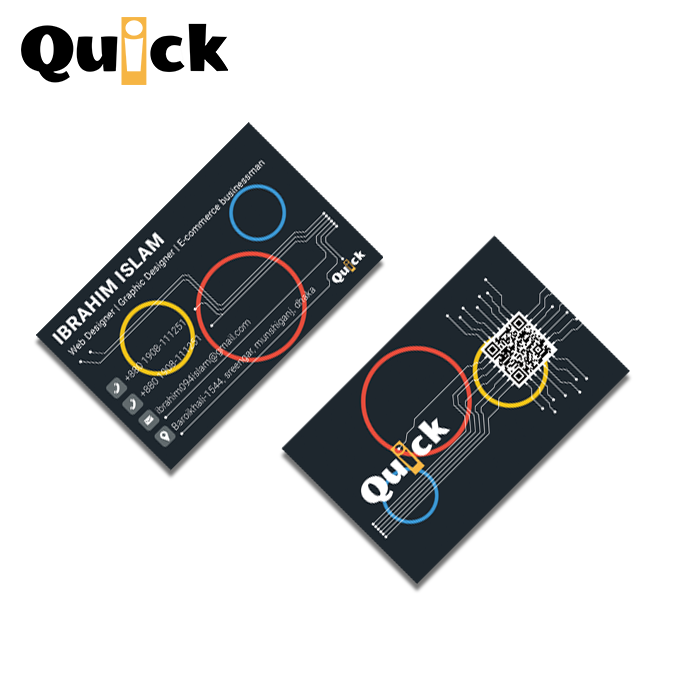 Quick
IBRAHIM ISLAM
Web Designer | Graphic Designer | E-commerce businessman
+880 1908-111251
+880 1908-111251
ibrahim094islam@gmail.com
Baroikhali-1544, sreenagar, munshiganj, dhaka
Quick
Quick